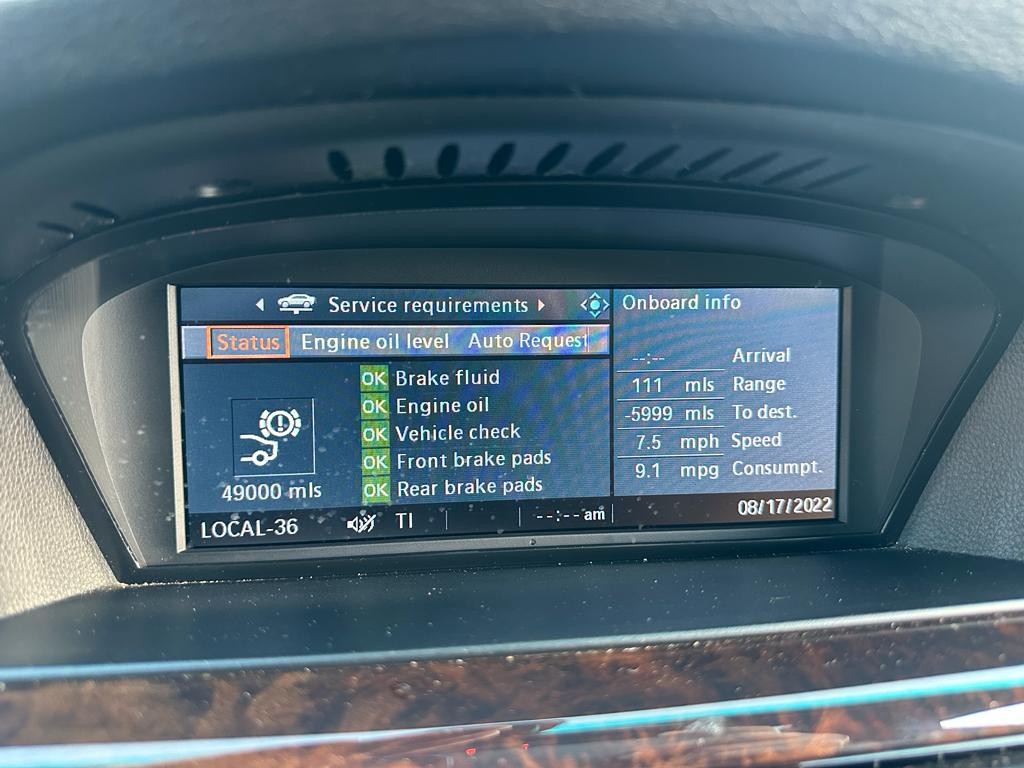 Service requirements
Status Engine oil level Auto Request
OK Brake fluid
OK Engine oil
OK Vehicle check
OK Front brake pads
OK Rear brake pads
49000 mls
Onboard info
--:-- Arrival
111 mls Range
-5999 mls To dest.
7.5 mph Speed
9.1 mpg Consumpt.
LOCAL-36 TI --:-- am 08/17/2022